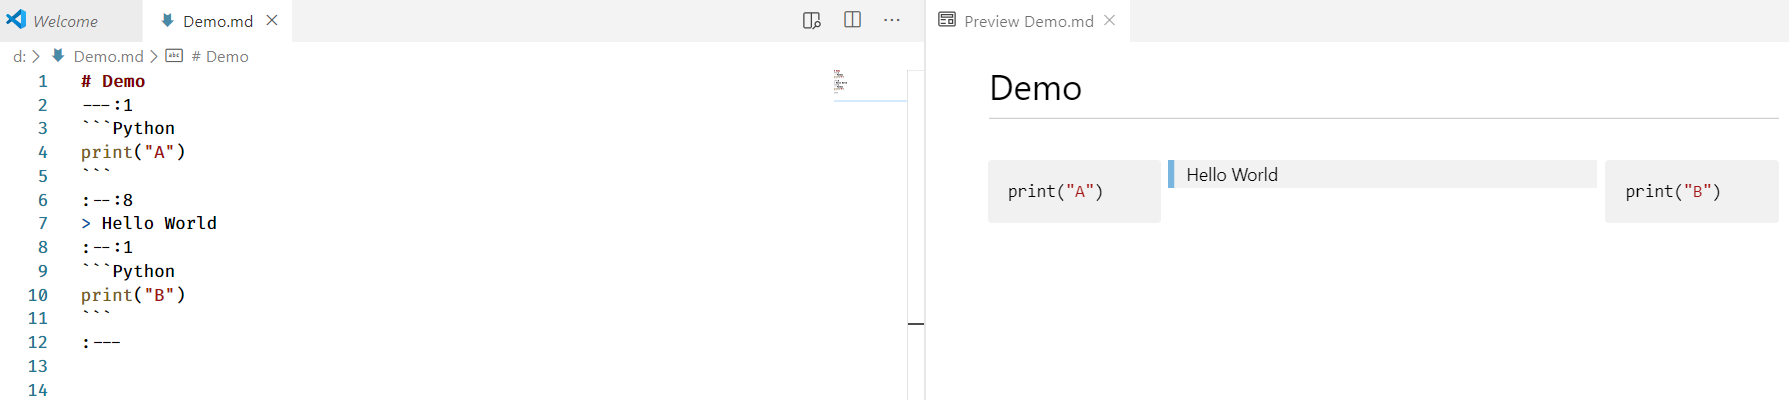 Welcome
Demo.md
d: > Demo.md > # Demo
1 # Demo
2 ---:1
3 ```Python
4 print("A")
5 ```
6 :--:8
7 > Hello World
8 :--:1
9 ```Python
10 print("B")
11 ```
12 :---
13
14
Preview Demo.md
Demo
print("A")
Hello World
print("B")